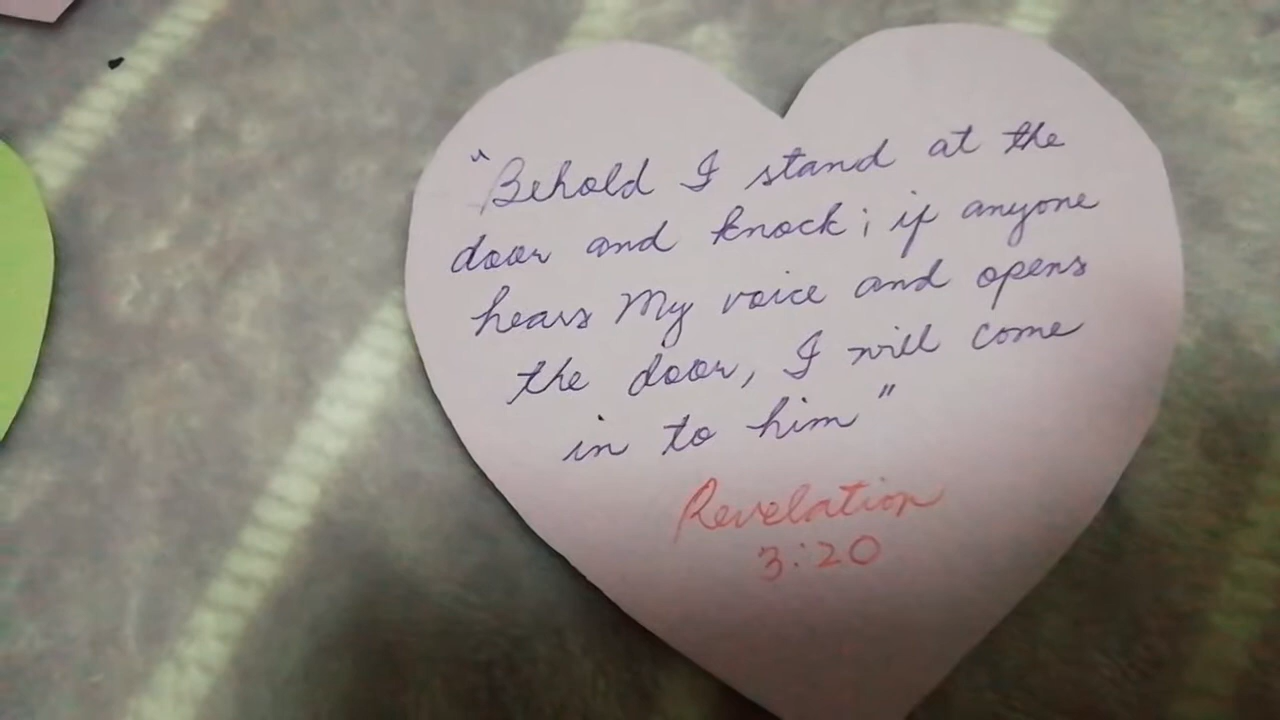 "Behold I stand at the
door and knock; if anyone
hears My voice and opens
the door, I will come
in to him"
Revelation
3:20